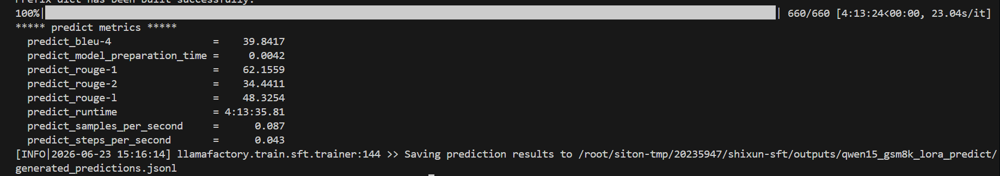 Prefix dict has been built successfully.
100%|██████████| 660/660 [4:13:24<00:00, 23.04s/it]
***** predict metrics *****
  predict_bleu-4                 =    39.8417
  predict_model_preparation_time =     0.0042
  predict_rouge-1                =    62.1559
  predict_rouge-2                =    34.4411
  predict_rouge-l                =    48.3254
  predict_runtime                = 4:13:35.81
  predict_samples_per_second     =      0.087
  predict_steps_per_second       =      0.043
[INFO|2026-06-23 15:16:14] llamafactory.train.sft.trainer:144 >> Saving prediction results to /root/siton-tmp/20235947/shixun-sft/outputs/qwen15_gsm8k_lora_predict/
generated_predictions.jsonl